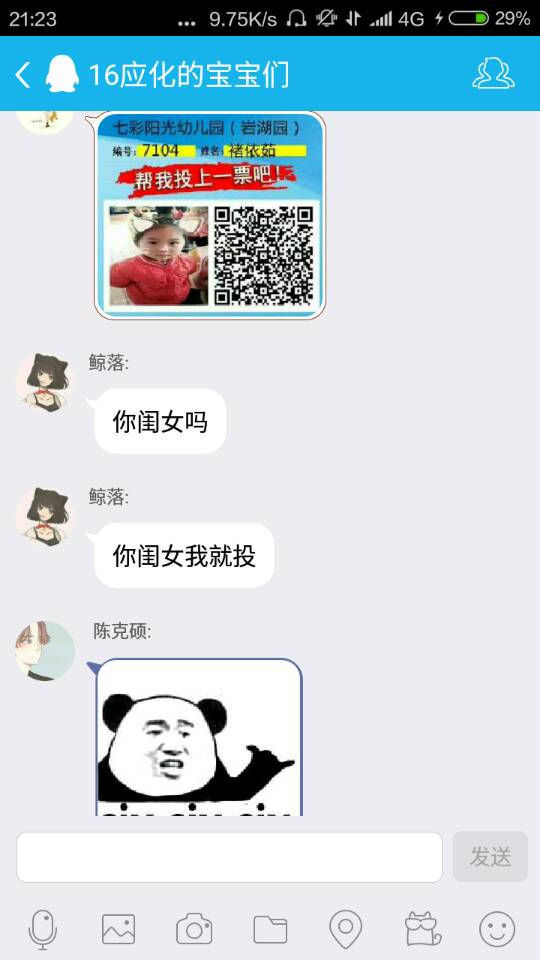 21:23
... 9.75K/s 4G 29%
16应化的宝宝们
七彩阳光幼儿园（岩湖园）
编号: 7104 姓名: 褚依茹
帮我投上一票吧!
鲸落:
你闺女吗
鲸落:
你闺女我就投
陈克硕:
发送